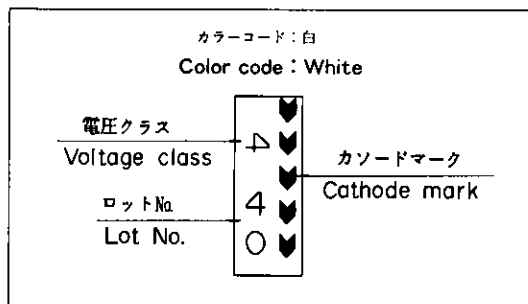 カラーコード：白
Color code : White
電圧クラス
Voltage class
4
カソードマーク
Cathode mark
ロットNo.
Lot No.
4
0